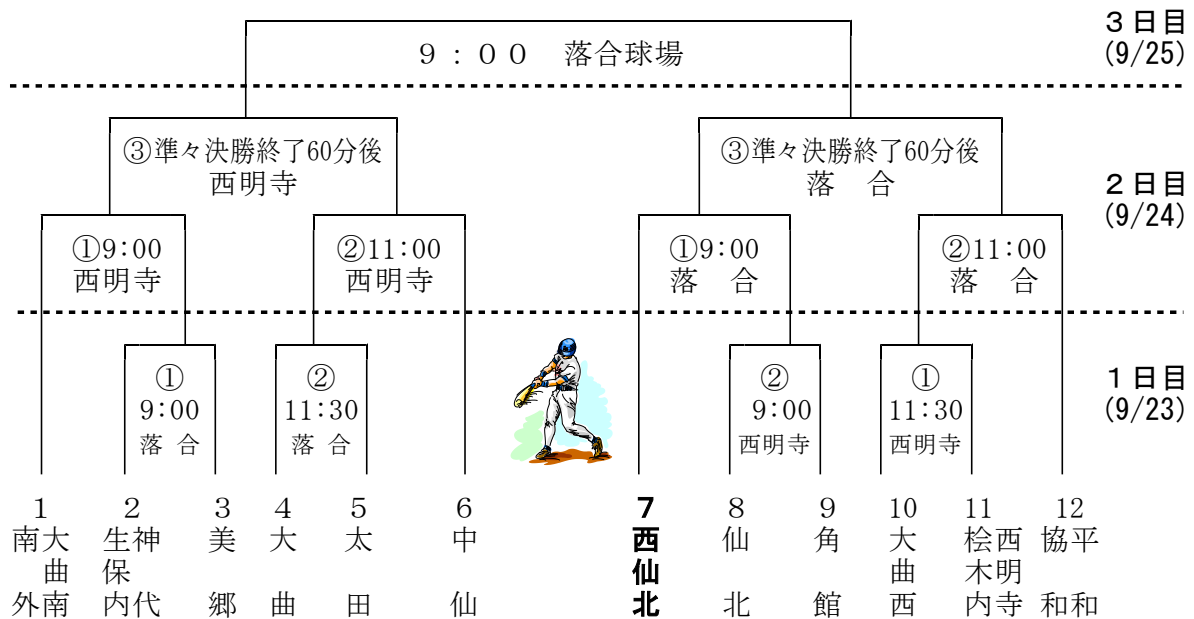 3日目
(9/25)
9:00 落合球場
③準々決勝終了60分後
西明寺
③準々決勝終了60分後
落 合
2日目
(9/24)
①9:00
西明寺
②11:00
西明寺
①9:00
落 合
②11:00
落 合
1日目
(9/23)
①
9:00
落 合
②
11:30
落 合
②
9:00
西明寺
①
11:30
西明寺
1
大曲南
南外
2
神代
生保内
3
美郷
4
大曲
5
太田
6
中仙
7
西仙北
8
仙北
9
角館
10
大曲西
11
西明寺
桧木内
12
平和
協和